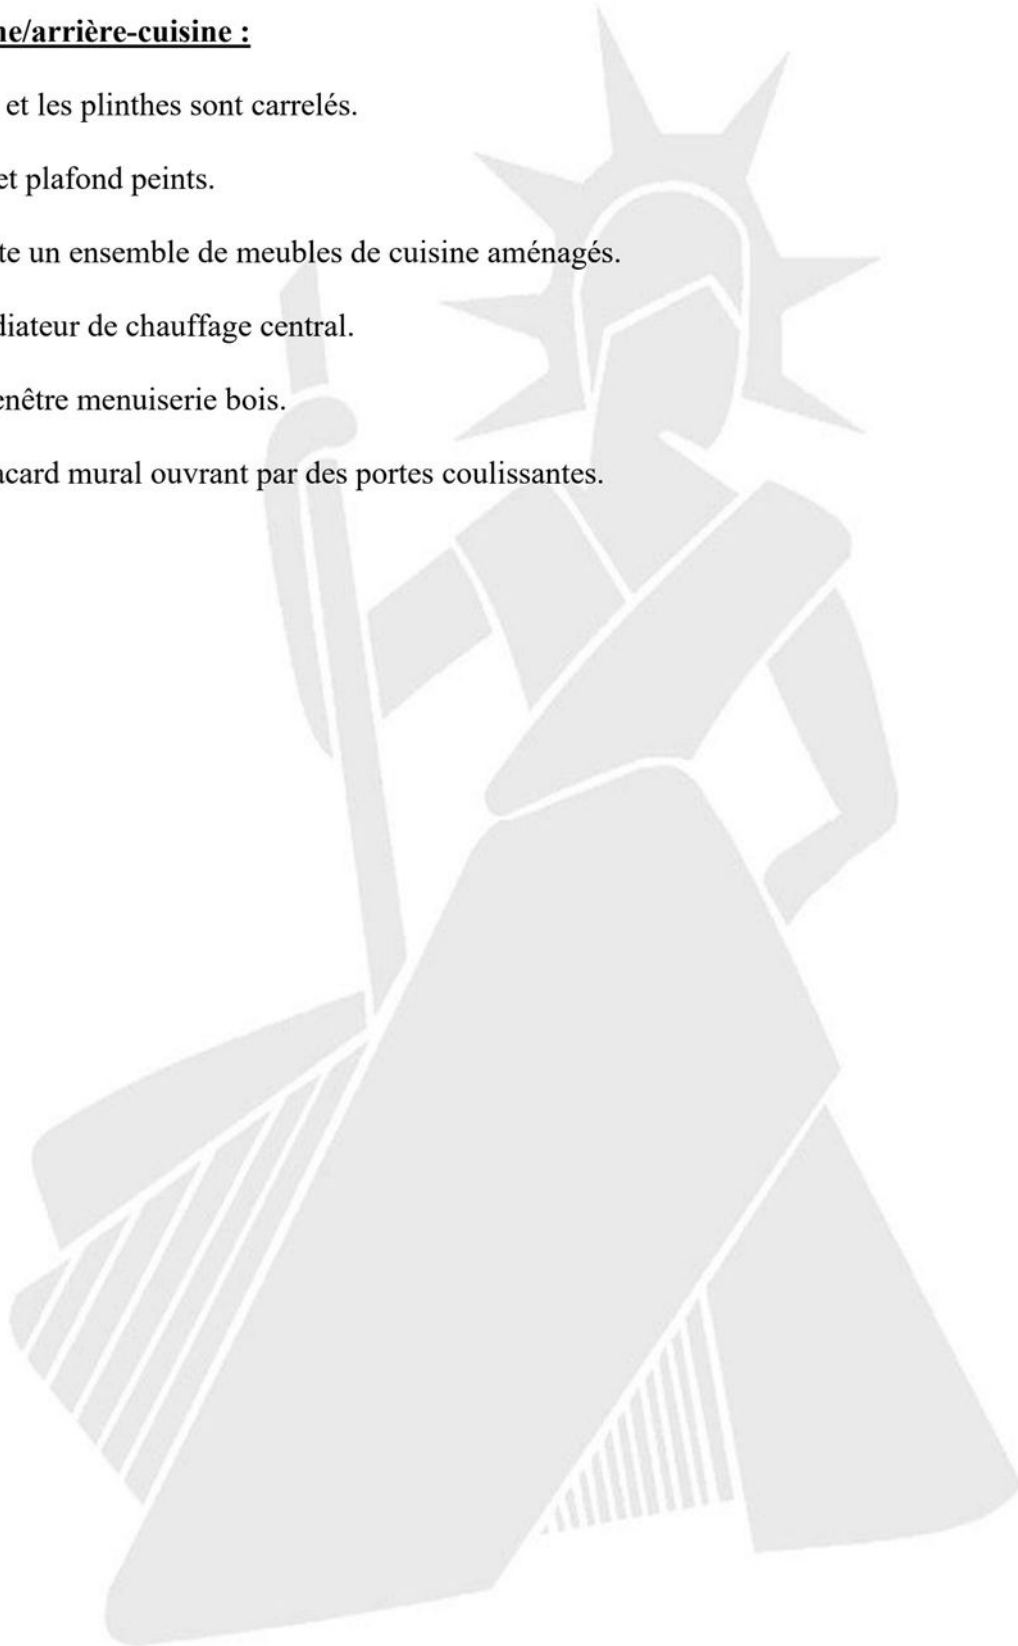 ne/arrière-cuisine :
et les plinthes sont carrelés.
et plafond peints.
te un ensemble de meubles de cuisine aménagés.
diateur de chauffage central.
enêtre menuiserie bois.
acard mural ouvrant par des portes coulissantes.